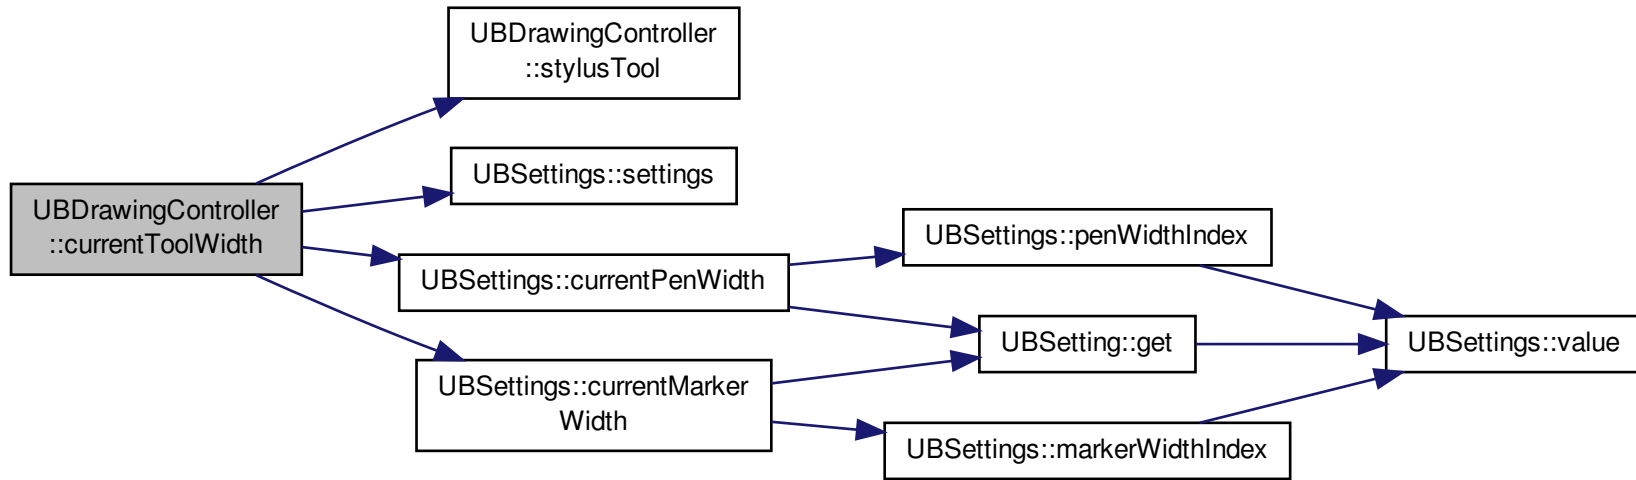 UBDrawingController
::stylusTool
UBSettings::settings
UBDrawingController
::currentToolWidth
UBSettings::penWidthIndex
UBSettings::currentPenWidth
UBSetting::get
UBSettings::value
UBSettings::currentMarker
Width
UBSettings::markerWidthIndex